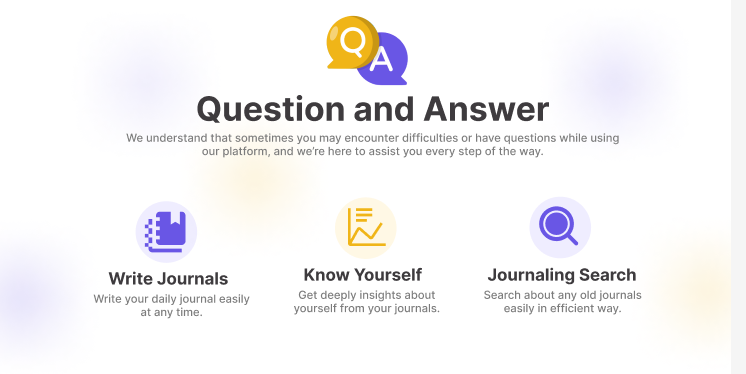 Q
A
Question and Answer
We understand that sometimes you may encounter difficulties or have questions while using
our platform, and we're here to assist you every step of the way.
Write Journals
Write your daily journal easily
at any time.
Know Yourself
Get deeply insights about
yourself from your journals.
Journaling Search
Search about any old journals
easily in efficient way.